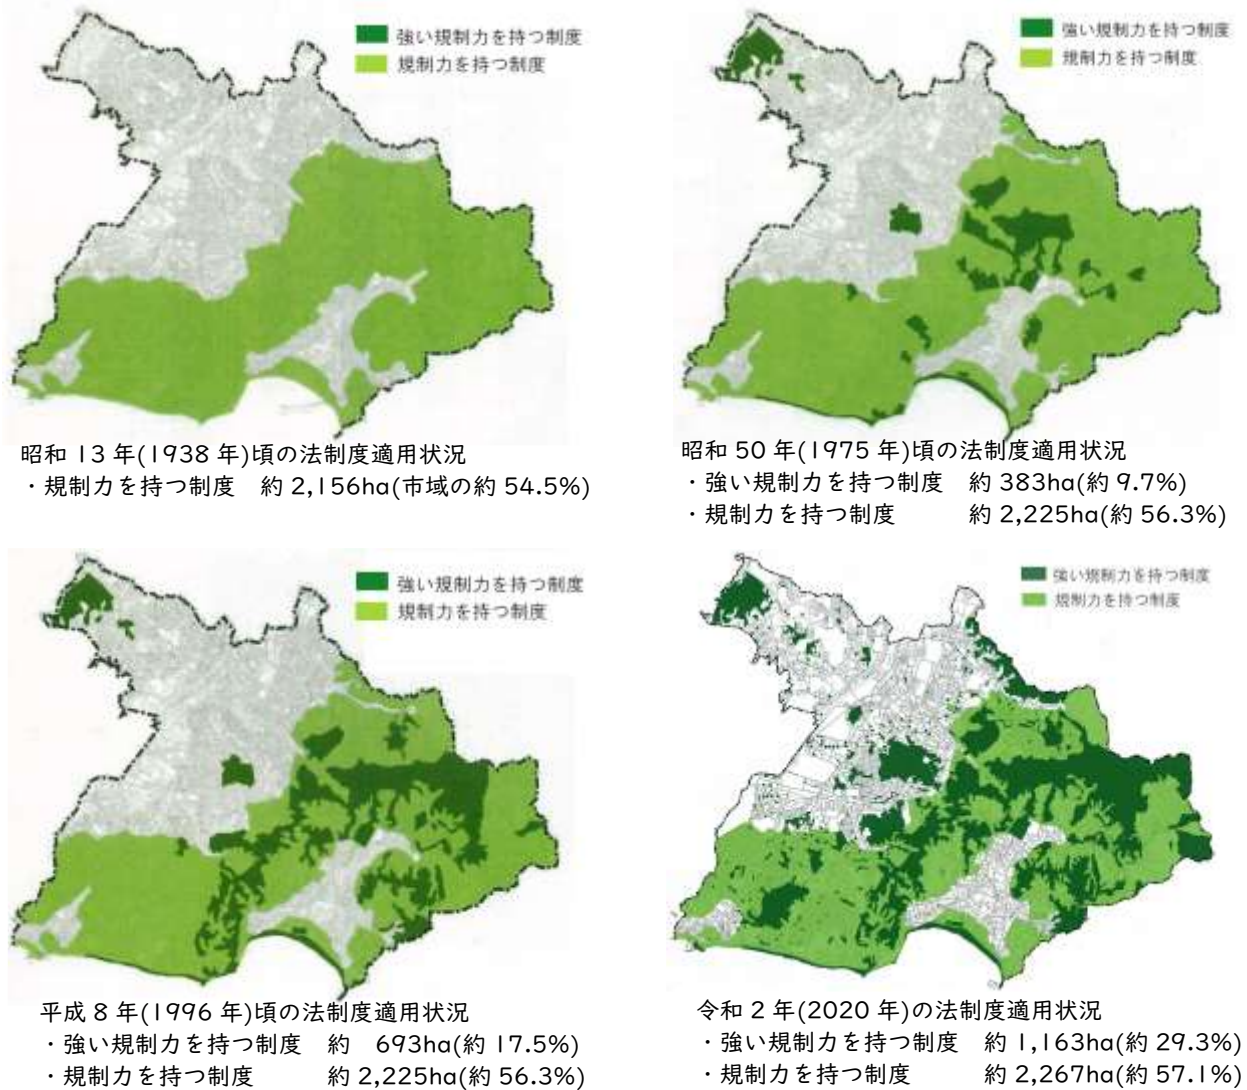 強い規制力を持つ制度
規制力を持つ制度
昭和 13 年(1938 年)頃の法制度適用状況
・規制力を持つ制度　約 2,156ha(市域の約 54.5%)
強い規制力を持つ制度
規制力を持つ制度
昭和 50 年(1975 年)頃の法制度適用状況
・強い規制力を持つ制度　約 383ha(約 9.7%)
・規制力を持つ制度　　　約 2,225ha(約 56.3%)
強い規制力を持つ制度
規制力を持つ制度
平成 8 年(1996 年)頃の法制度適用状況
・強い規制力を持つ制度　約　693ha(約 17.5%)
・規制力を持つ制度　　　約 2,225ha(約 56.3%)
強い規制力を持つ制度
規制力を持つ制度
令和 2 年(2020 年)の法制度適用状況
・強い規制力を持つ制度　約 1,163ha(約 29.3%)
・規制力を持つ制度　　　約 2,267ha(約 57.1%)